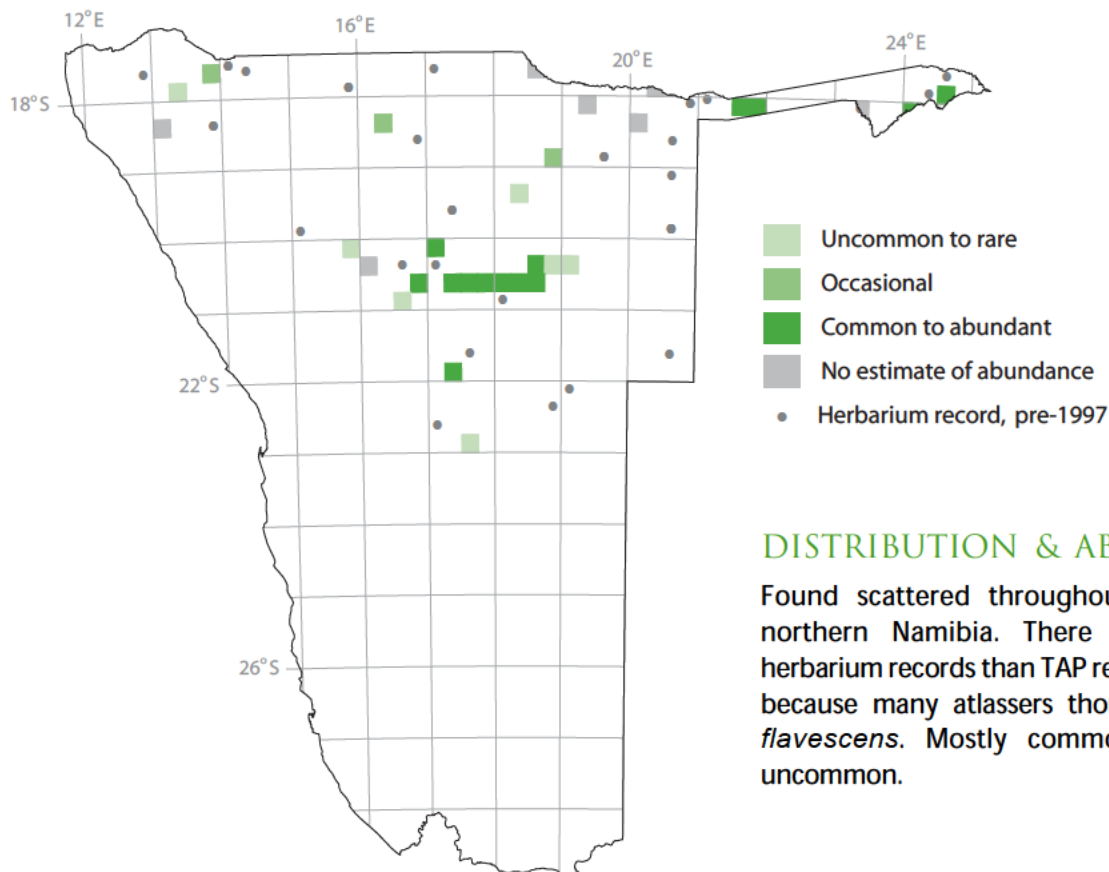 12°E
16°E
20°E
24°E
18°S
22°S
26°S
Uncommon to rare
Occasional
Common to abundant
No estimate of abundance
Herbarium record, pre-1997
DISTRIBUTION & AB
Found scattered throughou
northern Namibia. There
herbarium records than TAP re
because many atlassers tho
flavescens. Mostly commo
uncommon.